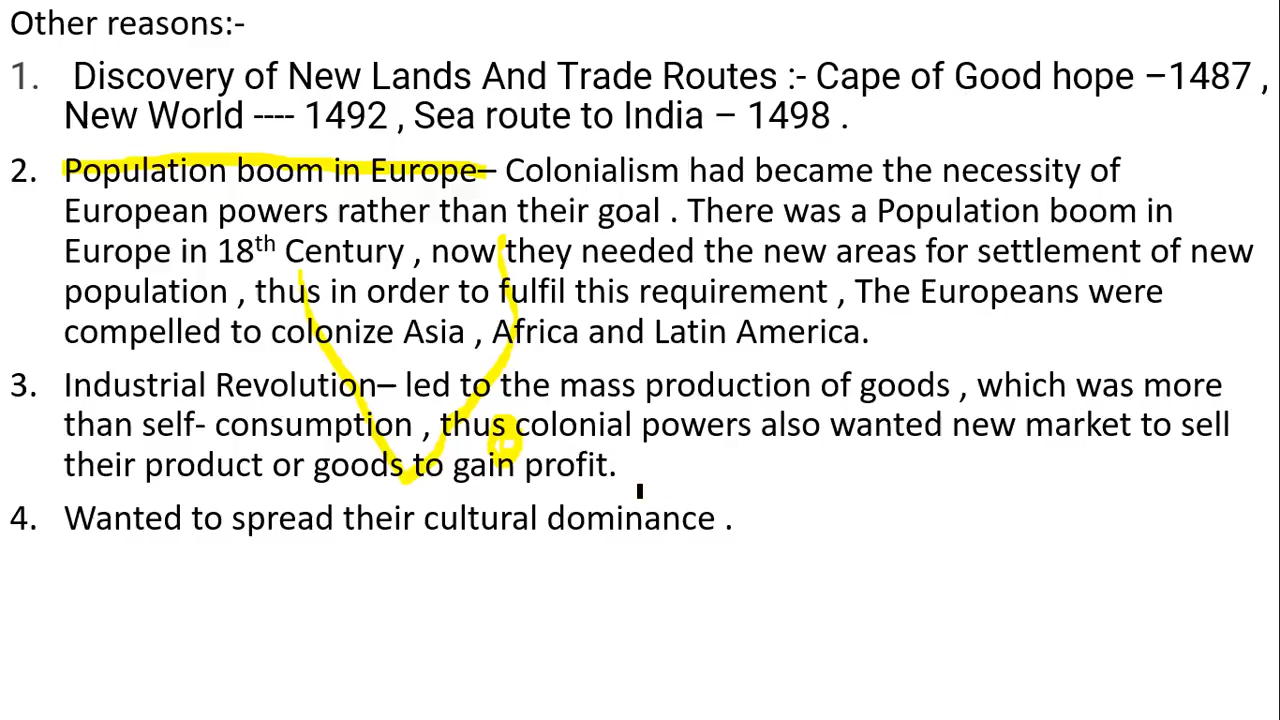 Other reasons:-
1. Discovery of New Lands And Trade Routes :- Cape of Good hope –1487 ,
New World ---- 1492 , Sea route to India – 1498 .
2. Population boom in Europe– Colonialism had became the necessity of
European powers rather than their goal . There was a Population boom in
Europe in 18th Century , now they needed the new areas for settlement of new
population , thus in order to fulfil this requirement , The Europeans were
compelled to colonize Asia , Africa and Latin America.
3. Industrial Revolution– led to the mass production of goods , which was more
than self- consumption , thus colonial powers also wanted new market to sell
their product or goods to gain profit.
4. Wanted to spread their cultural dominance .